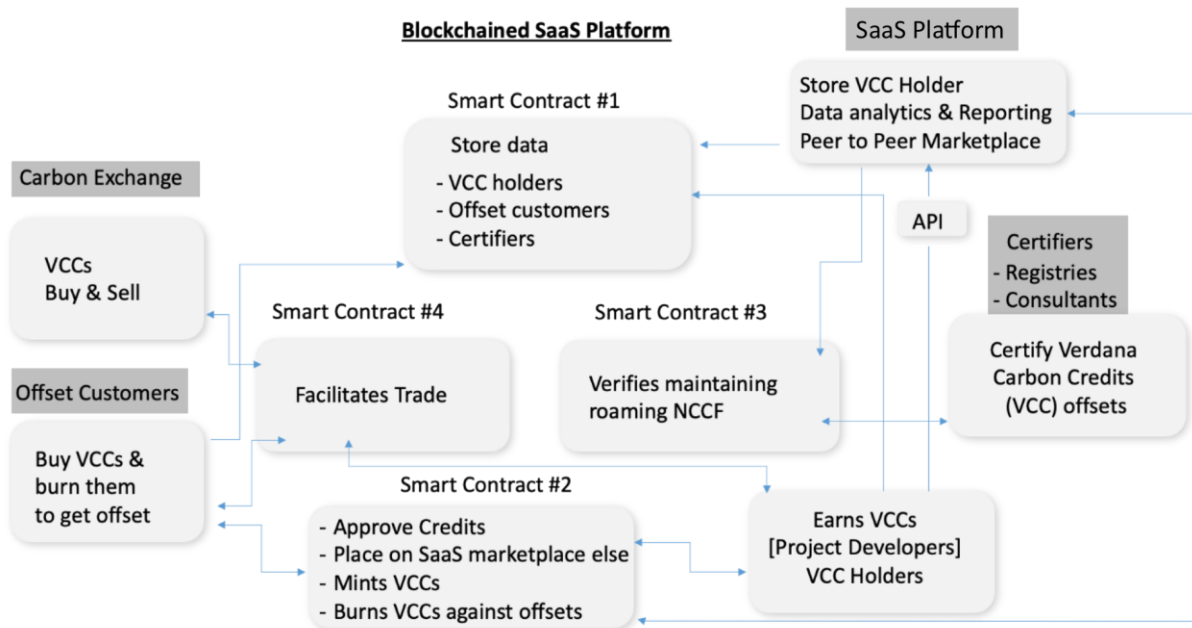 Blockchained SaaS Platform
SaaS Platform
Store VCC Holder
Data analytics & Reporting
Peer to Peer Marketplace
Smart Contract #1
Store data
- VCC holders
- Offset customers
- Certifiers
Carbon Exchange
VCCs
Buy & Sell
API
Certifiers
- Registries
- Consultants
Smart Contract #4
Facilitates Trade
Smart Contract #3
Verifies maintaining
roaming NCCF
Certify Verdana
Carbon Credits
(VCC) offsets
Offset Customers
Buy VCCs &
burn them
to get offset
Smart Contract #2
- Approve Credits
- Place on SaaS marketplace else
- Mints VCCs
- Burns VCCs against offsets
Earns VCCs
[Project Developers]
VCC Holders